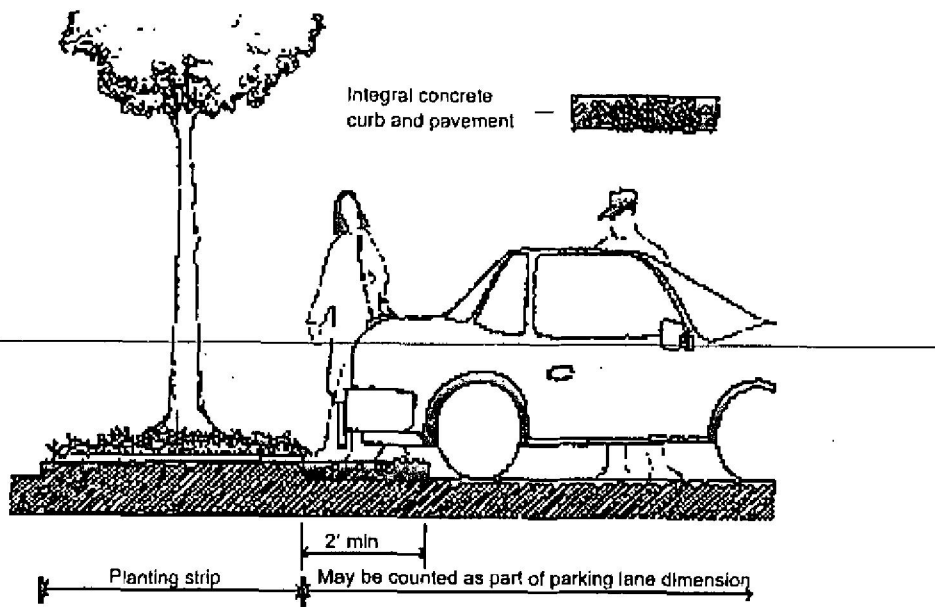 Integral concrete
curb and pavement
2' min
Planting strip
May be counted as part of parking lane dimension